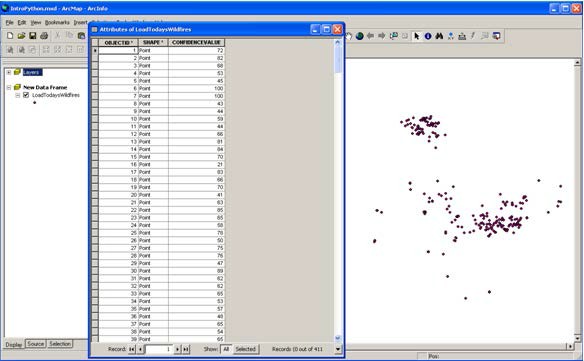 IntroPython.mxd - ArcMap - ArcInfo
File Edit View Bookmarks Insert
Attributes of LoadTodaysWildfires
OBJECTID * SHAPE * CONFIDENCEVALUE
1 Point 72
2 Point 82
3 Point 68
4 Point 53
5 Point 45
6 Point 100
7 Point 100
8 Point 43
9 Point 44
10 Point 59
11 Point 44
12 Point 66
13 Point 81
14 Point 84
15 Point 70
16 Point 21
17 Point 83
18 Point 66
19 Point 70
20 Point 41
21 Point 63
22 Point 85
23 Point 85
24 Point 58
25 Point 78
26 Point 50
27 Point 75
28 Point 76
29 Point 47
30 Point 89
31 Point 62
32 Point 62
33 Point 65
34 Point 53
35 Point 57
36 Point 48
37 Point 65
38 Point 54
39 Point 65
Record: 1 Show: All Selected Records (0 out of 411
Layers
New Data Frame
LoadTodaysWildfires
Display Source Selection
Pos: